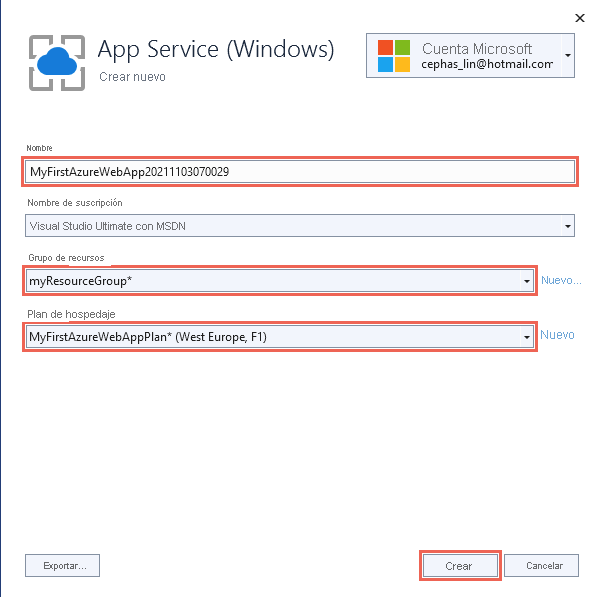 App Service (Windows)
Crear nuevo
Cuenta Microsoft
cephas_lin@hotmail.com
Nombre
MyFirstAzureWebApp20211103070029
Nombre de suscripción
Visual Studio Ultimate con MSDN
Grupo de recursos
myResourceGroup*
Nuevo...
Plan de hospedaje
MyFirstAzureWebAppPlan* (West Europe, F1)
Nuevo
Exportar...
Crear
Cancelar